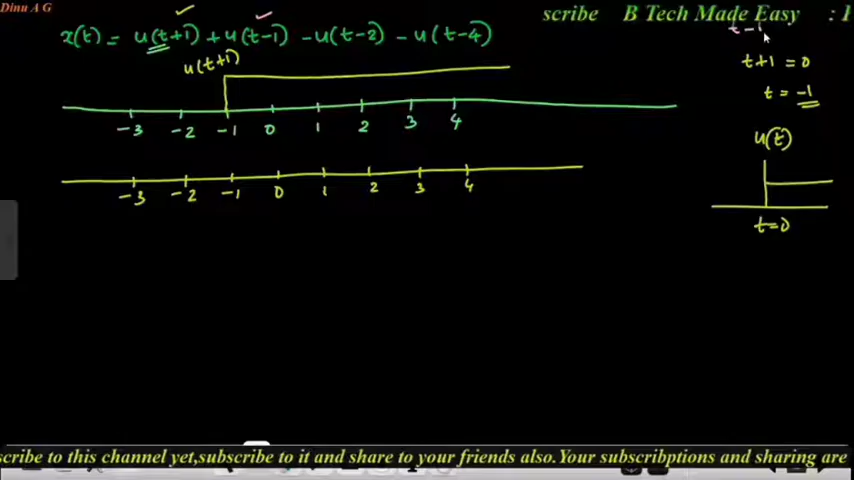 Dinu A G
scribe B Tech Made Easy : 1
x(t) = u(t+1) + u(t-1) - u(t-2) - u(t-4)
t-1
u(t+1)
t+1 = 0
t = -1
-3 -2 -1 0 1 2 3 4
u(t)
-3 -2 -1 0 1 2 3 4
t=0
scribe to this channel yet,subscribe to it and share to your friends also.Your subscribptions and sharing are